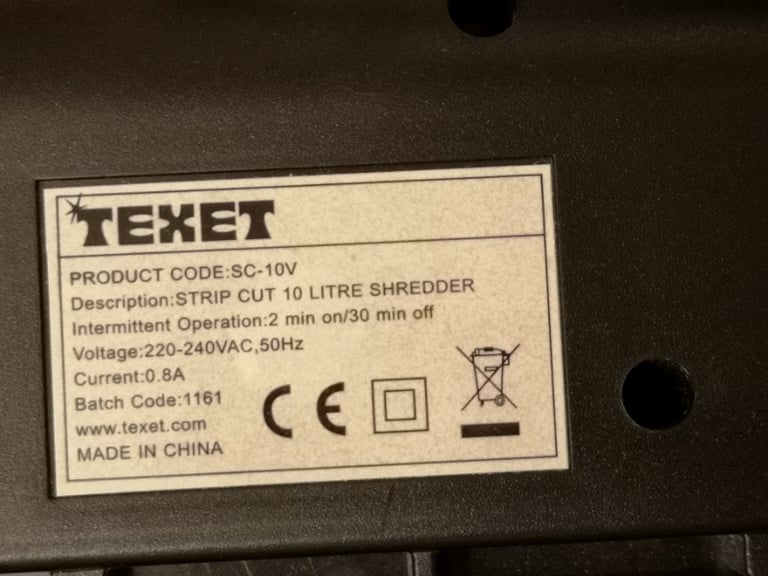 TEXET
PRODUCT CODE:SC-10V
Description:STRIP CUT 10 LITRE SHREDDER
Intermittent Operation:2 min on/30 min off
Voltage:220-240VAC,50Hz
Current:0.8A
Batch Code:1161
www.texet.com
MADE IN CHINA
CE